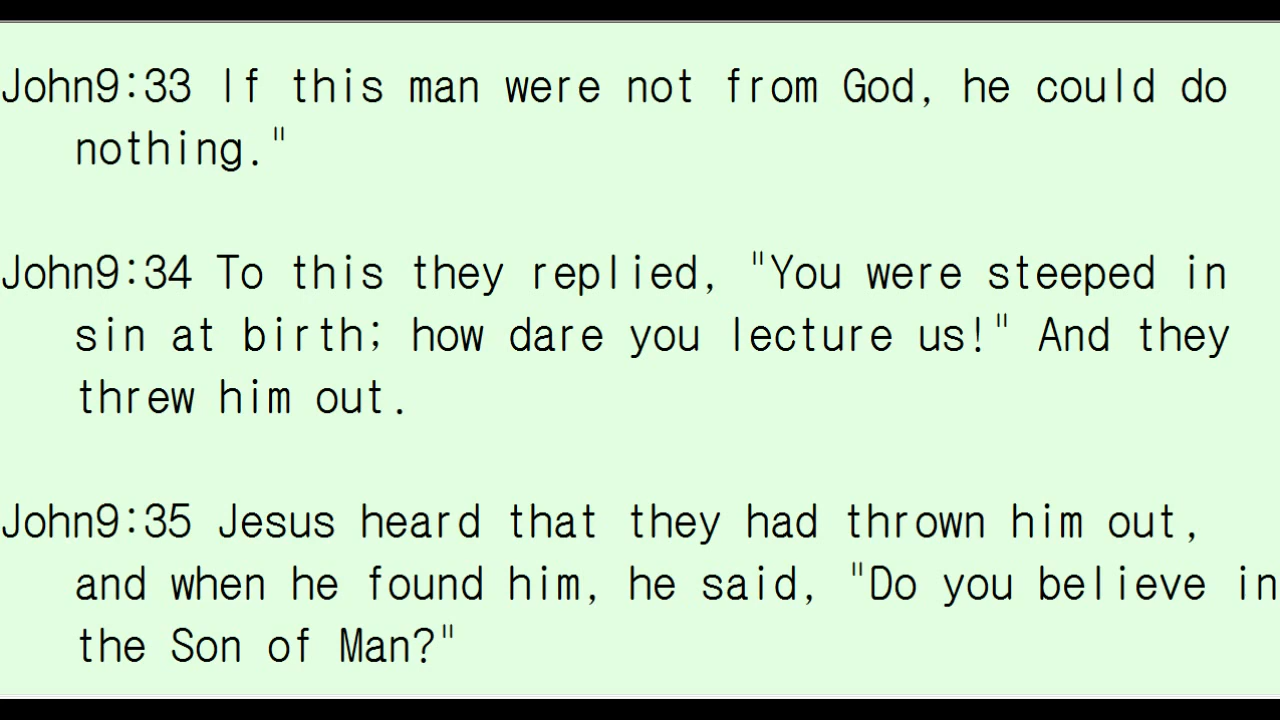 John9:33 If this man were not from God, he could do
nothing."
John9:34 To this they replied, "You were steeped in
sin at birth; how dare you lecture us!" And they
threw him out.
John9:35 Jesus heard that they had thrown him out,
and when he found him, he said, "Do you believe in
the Son of Man?"